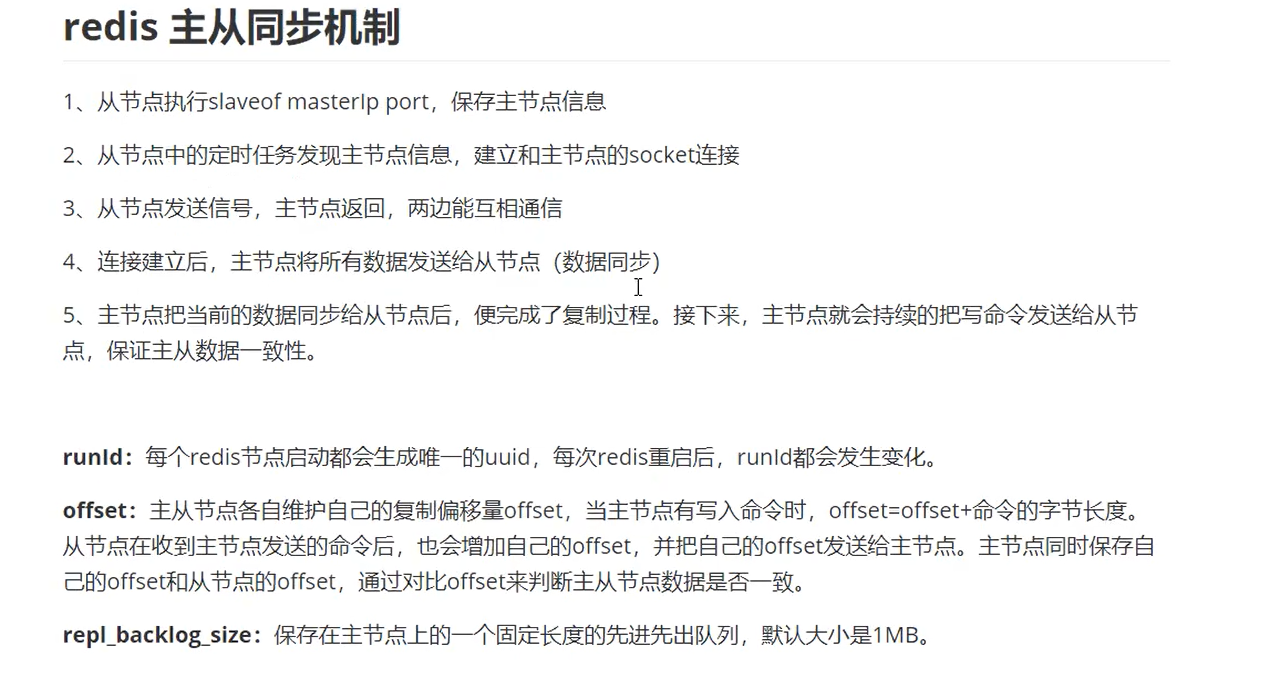 redis 主从同步机制
1、从节点执行slaveof masterIp port，保存主节点信息
2、从节点中的定时任务发现主节点信息，建立和主节点的socket连接
3、从节点发送信号，主节点返回，两边能互相通信
4、连接建立后，主节点将所有数据发送给从节点（数据同步）
5、主节点把当前的数据同步给从节点后，便完成了复制过程。接下来，主节点就会持续的把写命令发送给从节
点，保证主从数据一致性。
runId：每个redis节点启动都会生成唯一的uuid，每次redis重启后，runId都会发生变化。
offset：主从节点各自维护自己的复制偏移量offset，当主节点有写入命令时，offset=offset+命令的字节长度。
从节点在收到主节点发送的命令后，也会增加自己的offset，并把自己的offset发送给主节点。主节点同时保存自
己的offset和从节点的offset，通过对比offset来判断主从节点数据是否一致。
repl_backlog_size：保存在主节点上的一个固定长度的先进先出队列，默认大小是1MB。